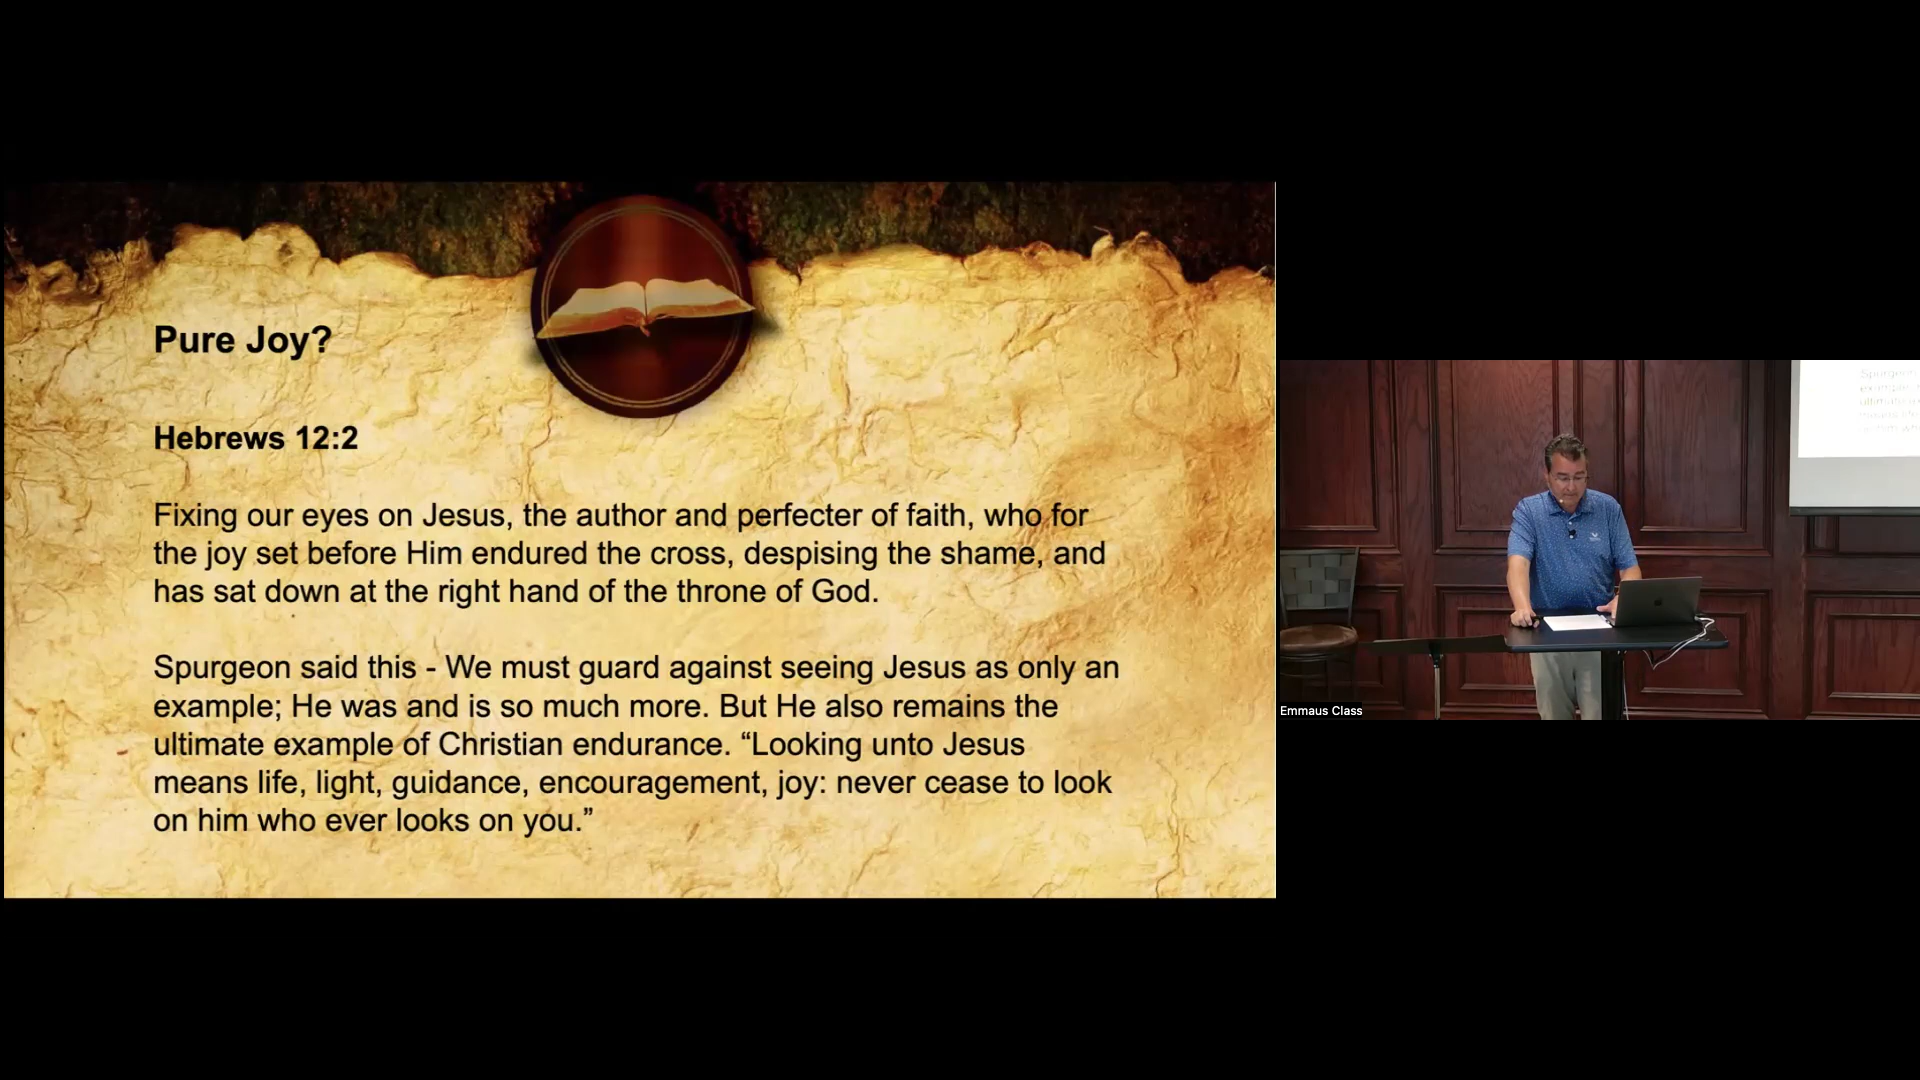 Pure Joy?
Hebrews 12:2
Fixing our eyes on Jesus, the author and perfecter of faith, who for
the joy set before Him endured the cross, despising the shame, and
has sat down at the right hand of the throne of God.
Spurgeon said this - We must guard against seeing Jesus as only an
example; He was and is so much more. But He also remains the
ultimate example of Christian endurance. “Looking unto Jesus
means life, light, guidance, encouragement, joy: never cease to look
on him who ever looks on you.”
Spurgeon
Emmaus Class